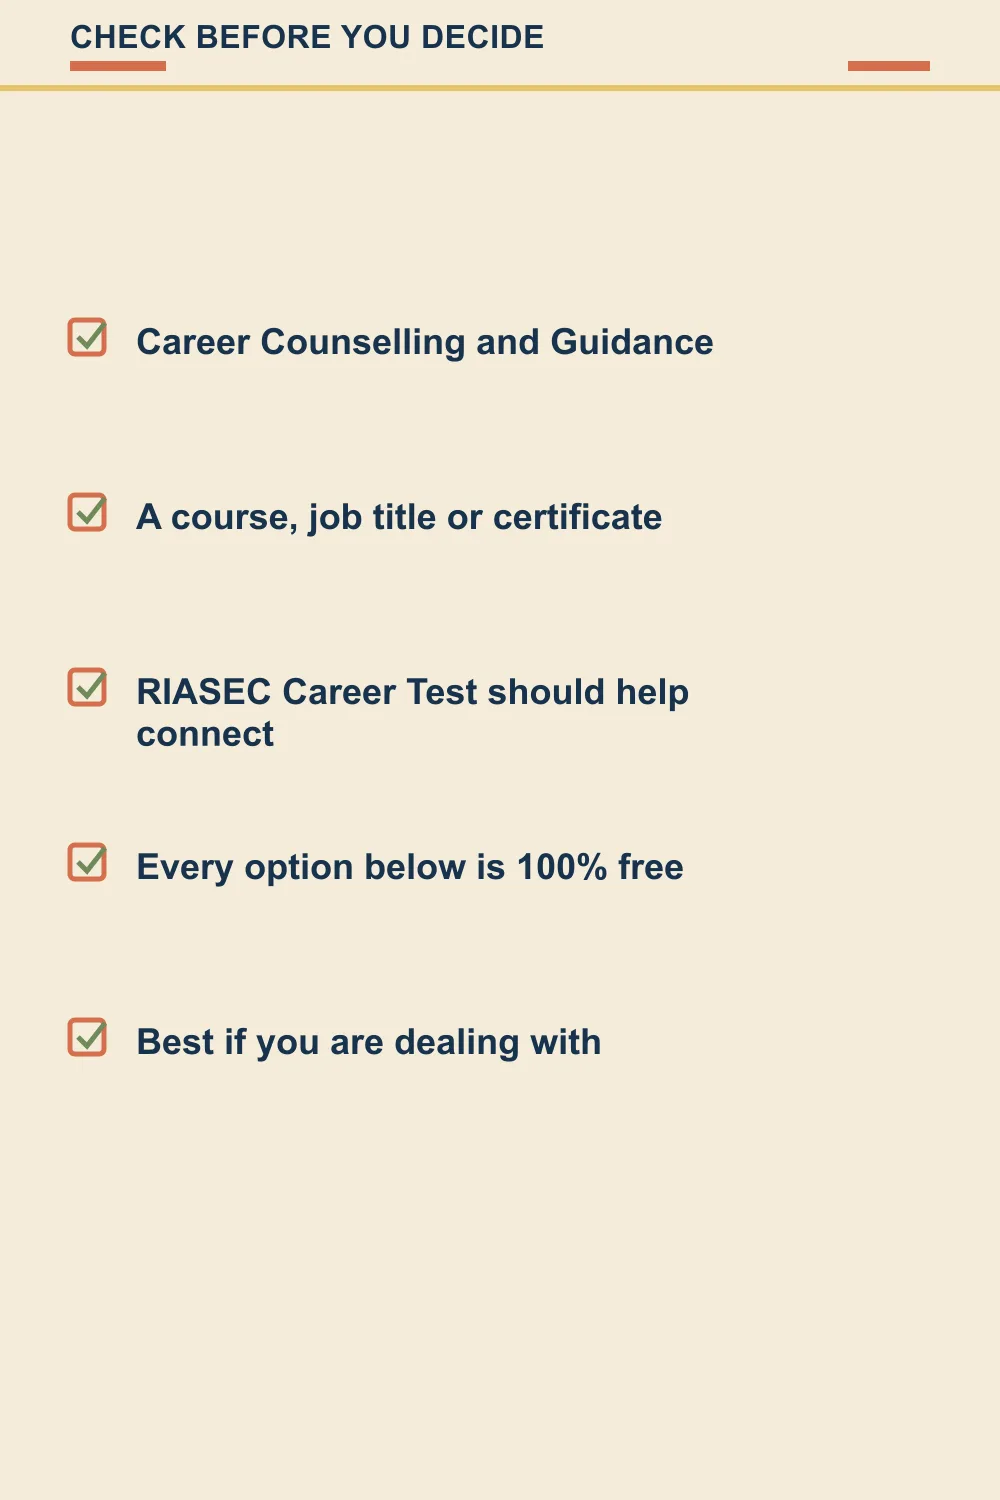 CHECK BEFORE YOU DECIDE
Career Counselling and Guidance
A course, job title or certificate
RIASEC Career Test should help
connect
Every option below is 100% free
Best if you are dealing with